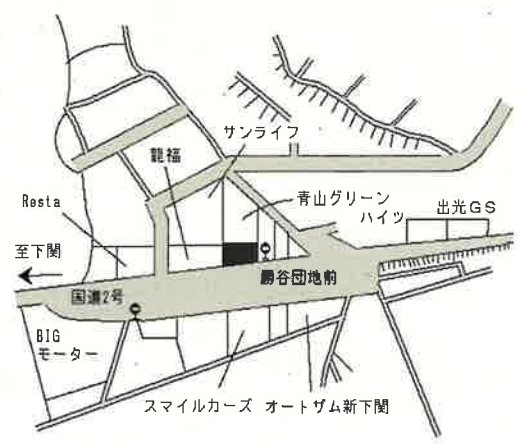 サンライフ
龍福
青山グリーン
ハイツ
出光GS
Resta
至下関
勝谷団地前
国道2号
BIG
モーター
スマイルカーズ
オートザム新下関